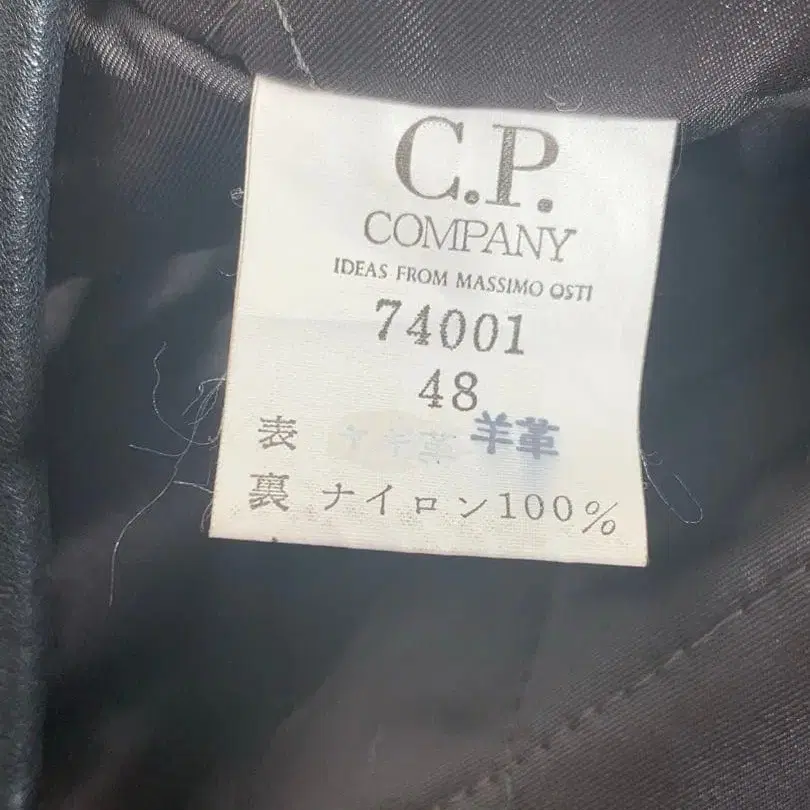 C.P.
COMPANY
IDEAS FROM MASSIMO OSTI
74001
48
表 羊革
裏 ナイロン100%